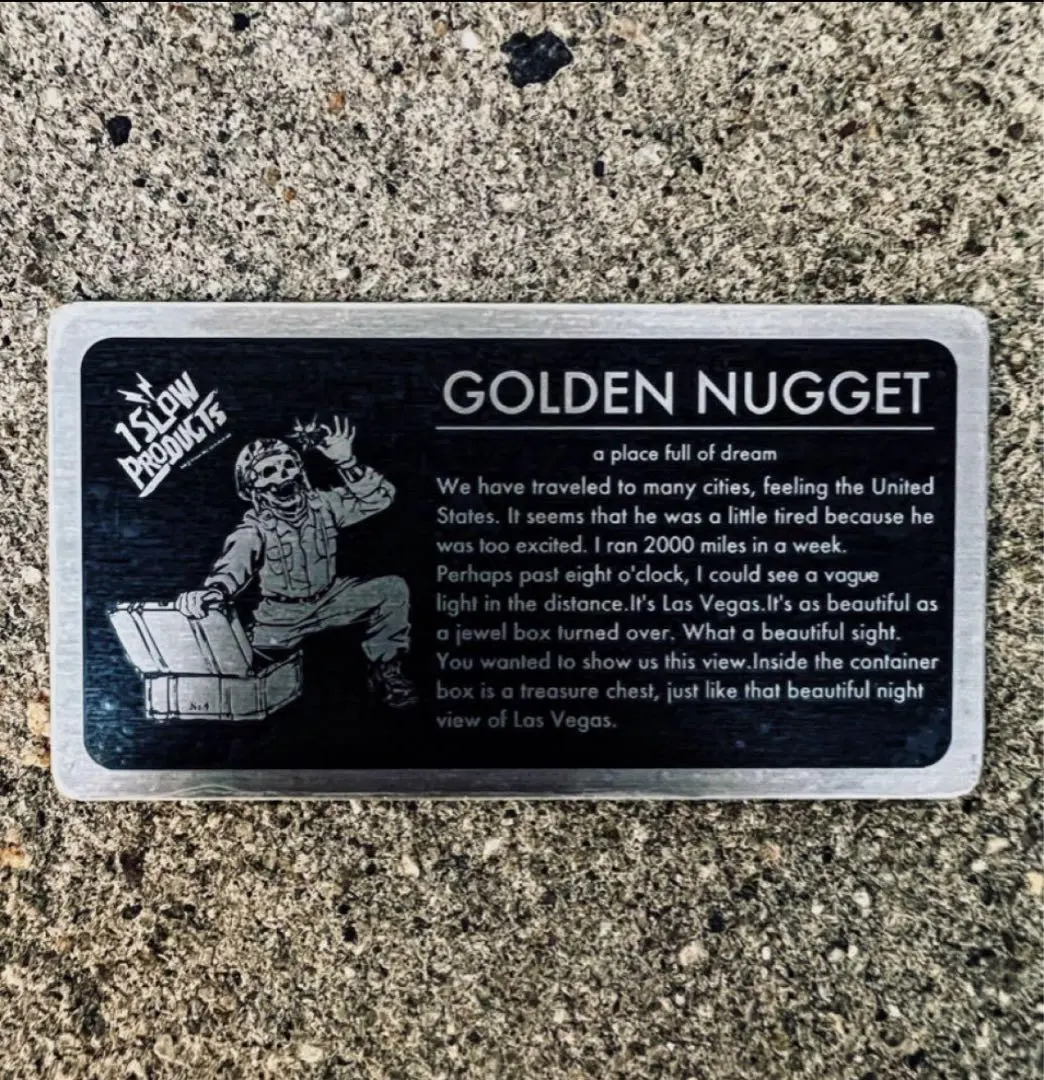 1SLOW
PRODUCTS
GOLDEN NUGGET
a place full of dream
We have traveled to many cities, feeling the United
States. It seems that he was a little tired because he
was too excited. I ran 2000 miles in a week.
Perhaps past eight o'clock, I could see a vague
light in the distance.It's Las Vegas.It's as beautiful as
a jewel box turned over. What a beautiful sight.
You wanted to show us this view.Inside the container
box is a treasure chest, just like that beautiful night
view of Las Vegas.